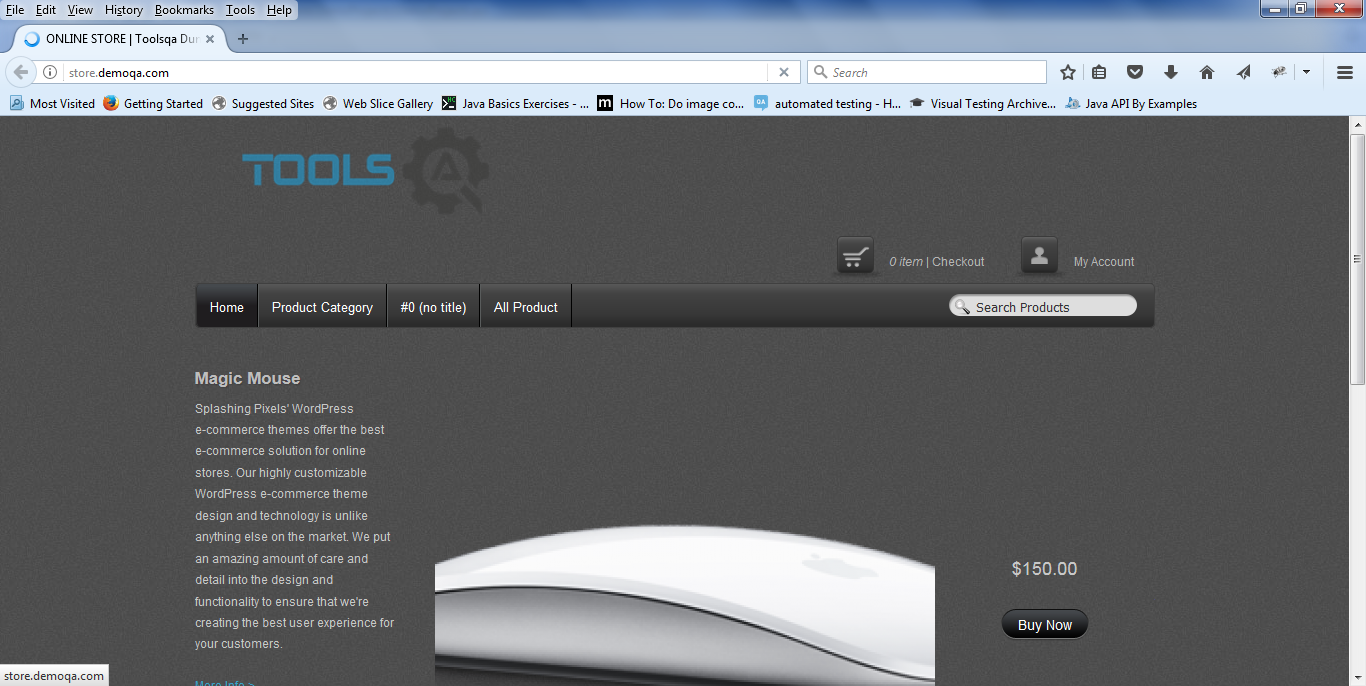 File Edit View History Bookmarks Tools Help
ONLINE STORE | Toolsqa Dur
store.demoqa.com
Search
Most Visited Getting Started Suggested Sites Web Slice Gallery Java Basics Exercises - ... How To: Do image co... automated testing - H... Visual Testing Archive... Java API By Examples
TOOLS QA
0 item | Checkout
My Account
Home Product Category #0 (no title) All Product
Search Products
Magic Mouse
Splashing Pixels' WordPress
e-commerce themes offer the best
e-commerce solution for online
stores. Our highly customizable
WordPress e-commerce theme
design and technology is unlike
anything else on the market. We put
an amazing amount of care and
detail into the design and
functionality to ensure that we're
creating the best user experience for
your customers.
More Info >
$150.00
Buy Now
store.demoqa.com